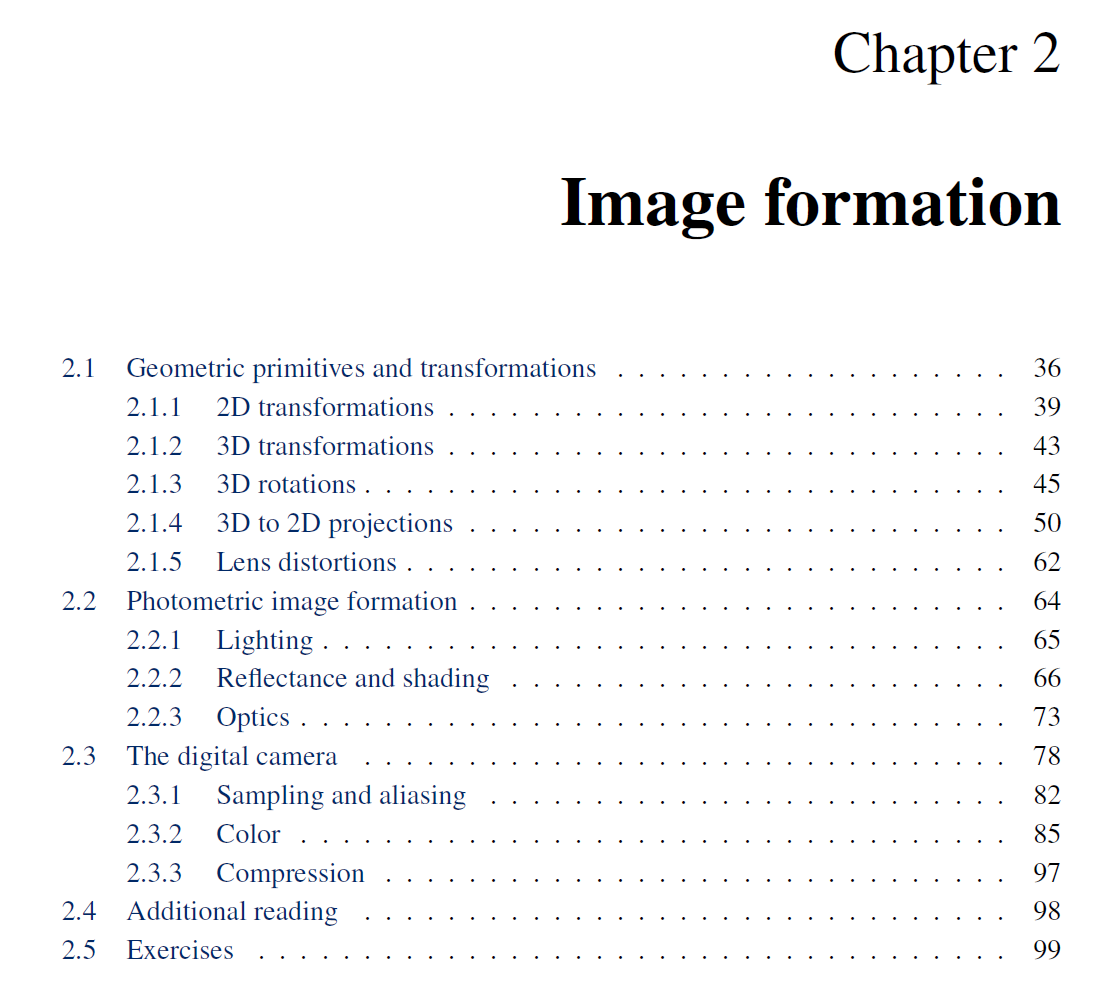 Chapter 2
Image formation
2.1 Geometric primitives and transformations . . . . . . . . . . . . . . . . . . . 36
2.1.1 2D transformations . . . . . . . . . . . . . . . . . . . . . . . . . . . 39
2.1.2 3D transformations . . . . . . . . . . . . . . . . . . . . . . . . . . . 43
2.1.3 3D rotations . . . . . . . . . . . . . . . . . . . . . . . . . . . . . . . 45
2.1.4 3D to 2D projections . . . . . . . . . . . . . . . . . . . . . . . . . . 50
2.1.5 Lens distortions . . . . . . . . . . . . . . . . . . . . . . . . . . . . . 62
2.2 Photometric image formation . . . . . . . . . . . . . . . . . . . . . . . . . . 64
2.2.1 Lighting . . . . . . . . . . . . . . . . . . . . . . . . . . . . . . . . . 65
2.2.2 Reflectance and shading . . . . . . . . . . . . . . . . . . . . . . . . 66
2.2.3 Optics . . . . . . . . . . . . . . . . . . . . . . . . . . . . . . . . . . 73
2.3 The digital camera . . . . . . . . . . . . . . . . . . . . . . . . . . . . . . . 78
2.3.1 Sampling and aliasing . . . . . . . . . . . . . . . . . . . . . . . . . 82
2.3.2 Color . . . . . . . . . . . . . . . . . . . . . . . . . . . . . . . . . . 85
2.3.3 Compression . . . . . . . . . . . . . . . . . . . . . . . . . . . . . . 97
2.4 Additional reading . . . . . . . . . . . . . . . . . . . . . . . . . . . . . . . 98
2.5 Exercises . . . . . . . . . . . . . . . . . . . . . . . . . . . . . . . . . . . . 99